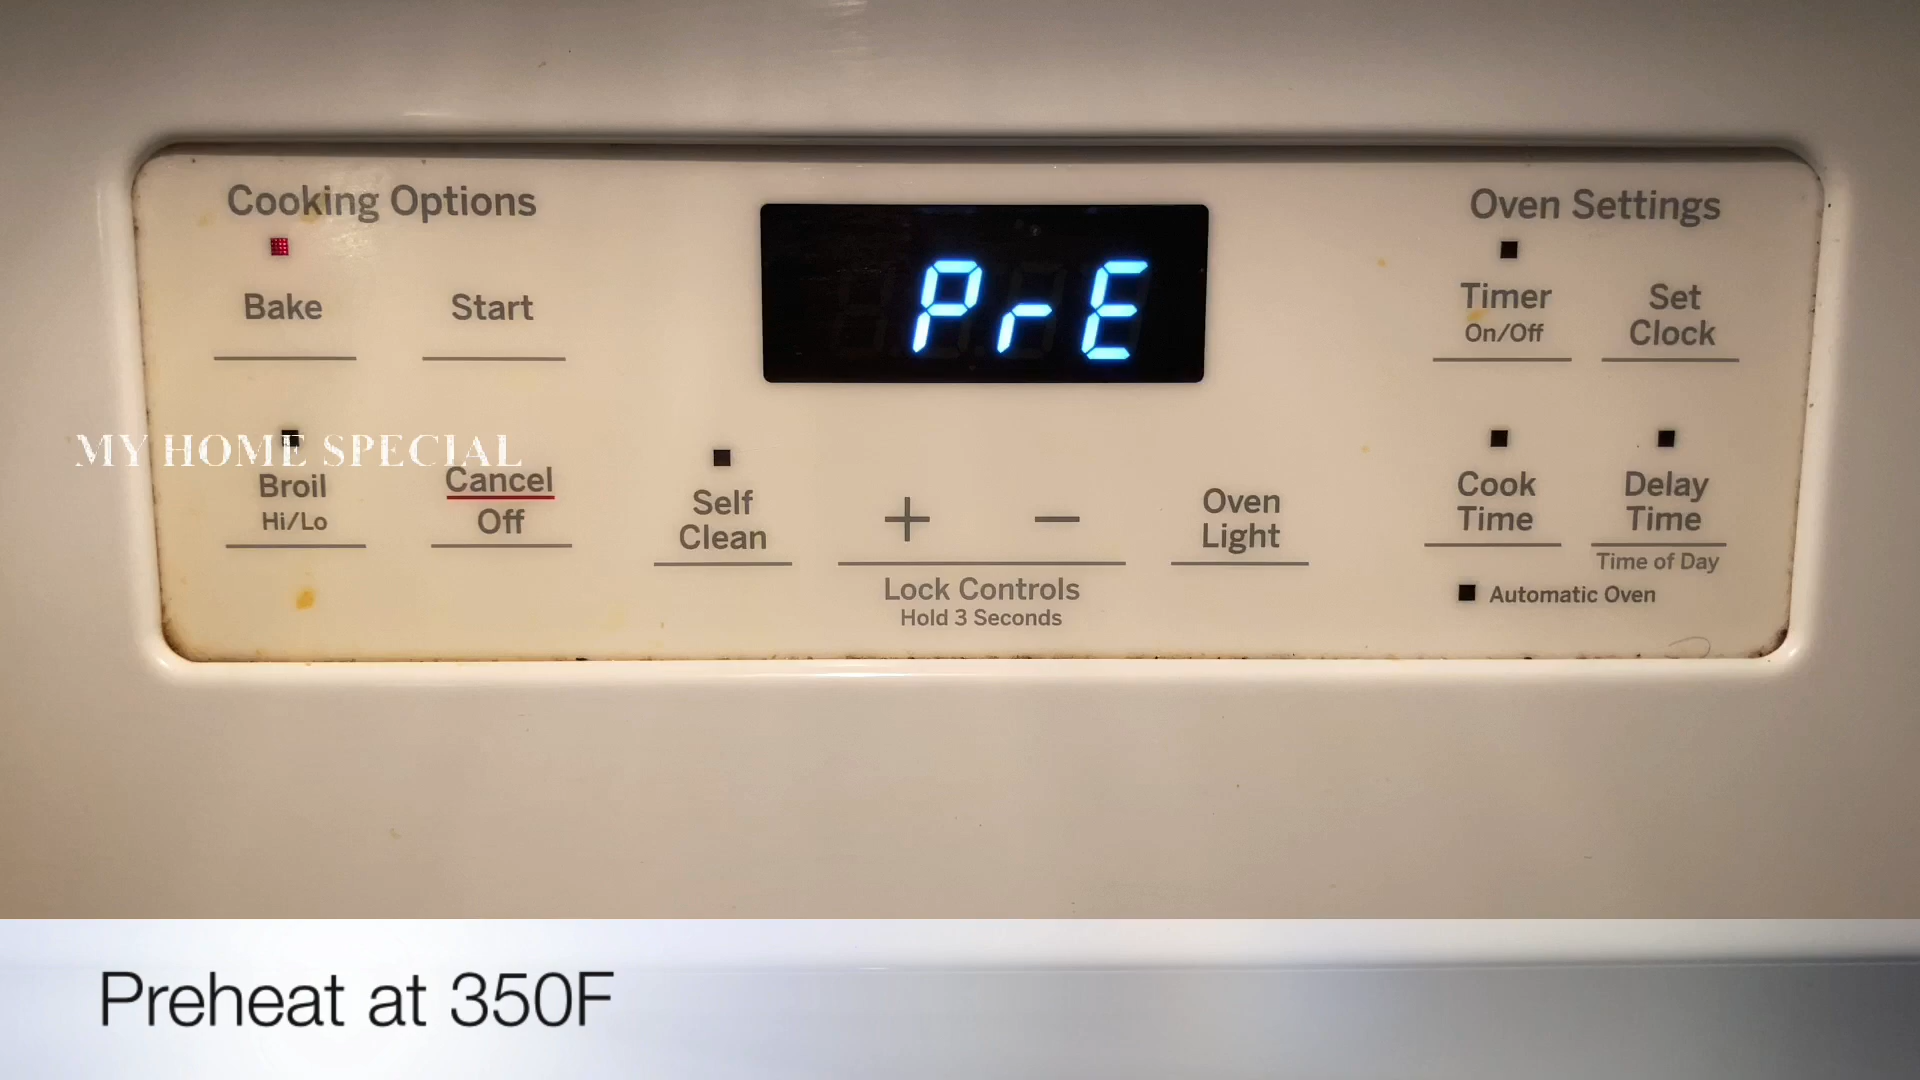 Cooking Options
Bake
Start
PrE
Oven Settings
Timer
On/Off
Set
Clock
MY HOME SPECIAL
Broil
Hi/Lo
Cancel
Off
Self
Clean
+ −
Lock Controls
Hold 3 Seconds
Oven
Light
Cook
Time
Delay
Time
Time of Day
Automatic Oven
Preheat at 350F